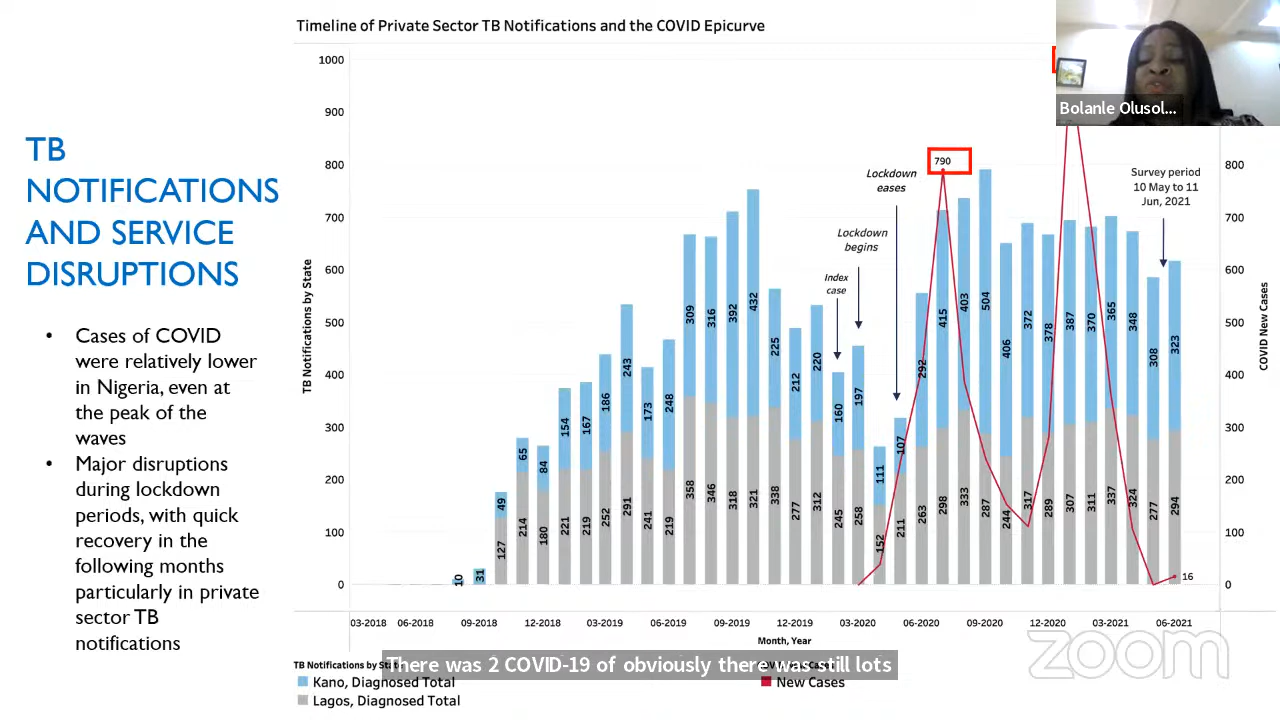 Timeline of Private Sector TB Notifications and the COVID Epicurve
Bolanle Olusol...
TB
NOTIFICATIONS
AND SERVICE
DISRUPTIONS
• Cases of COVID
were relatively lower
in Nigeria, even at
the peak of the
waves
• Major disruptions
during lockdown
periods, with quick
recovery in the
following months
particularly in private
sector TB
notifications
TB Notifications by State
1000
900
800
700
600
500
400
300
200
100
0
10
31
49
127
65
214
84
180
154
221
167
219
186
252
243
291
173
241
248
219
309
358
316
346
392
318
432
321
225
338
212
277
220
312
160
245
197
258
111
152
107
211
292
263
415
298
403
333
504
287
406
244
372
317
378
289
387
307
370
311
365
337
348
324
308
277
323
294
Index
case
Lockdown
begins
Lockdown
eases
790
Survey period
10 May to 11
Jun, 2021
16
800
700
600
500
400
300
200
100
0
COVID New Cases
03-2018 06-2018 09-2018 12-2018 03-2019 06-2019 09-2019 12-2019 03-2020 06-2020 09-2020 12-2020 03-2021 06-2021
Month, Year
zoom
There was 2 COVID-19 of obviously there was still lots
TB Notifications by Stat
Kano, Diagnosed Total
Lagos, Diagnosed Total
New Cases